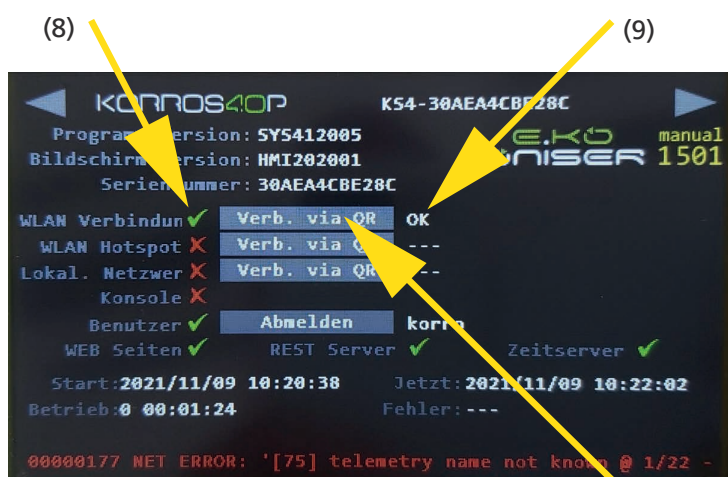 (8) (9)
KORROS4.0P KS4-30AEA4CBE28C
Programmversion: SYS412005 E.KO manual
Bildschirmversion: HMI202001 1501
Seriennummer: 30AEA4CBE28C
WLAN Verbindun ✓ Verb. via QR OK
WLAN Hotspot X Verb. via QR ---
Lokal. Netzwer X Verb. via QR ---
Konsole X
Benutzer ✓ Abmelden korro
WEB Seiten ✓ REST Server ✓ Zeitserver ✓
Start:2021/11/09 10:20:38 Jetzt:2021/11/09 10:22:02
Betrieb:0 00:01:24 Fehler:---
00000177 NET ERROR: '[75] telemetry name not known @ 1/22 -